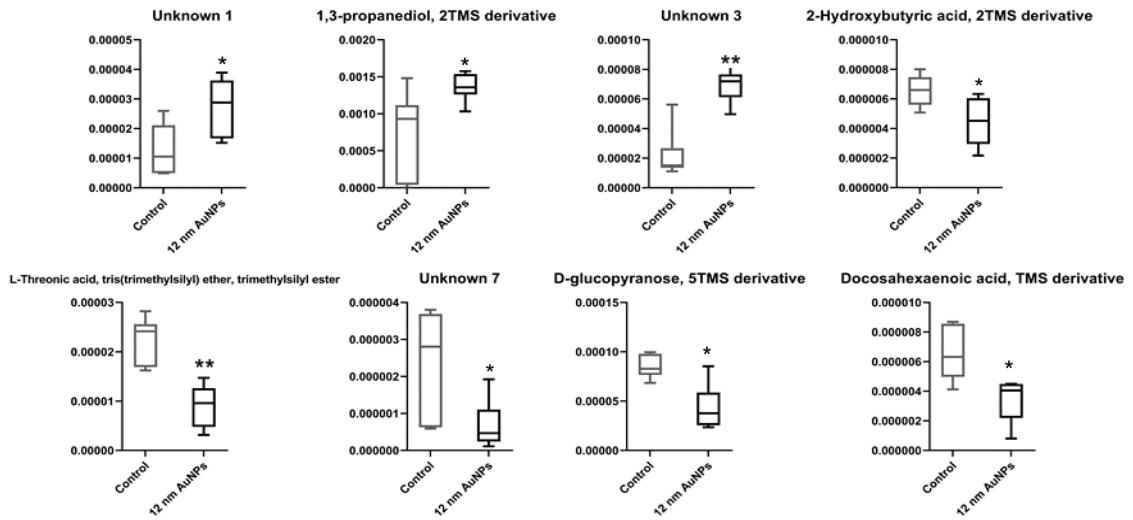 Unknown 1
0.00005
0.00004
0.00003
0.00002
0.00001
0.00000
*
Control
12 nm AuNPs
1,3-propanediol, 2TMS derivative
0.0020
0.0015
0.0010
0.0005
0.0000
*
Control
12 nm AuNPs
Unknown 3
0.00010
0.00008
0.00006
0.00004
0.00002
0.00000
**
Control
12 nm AuNPs
2-Hydroxybutyric acid, 2TMS derivative
0.000010
0.000008
0.000006
0.000004
0.000002
0.000000
*
Control
12 nm AuNPs
L-Threonic acid, tris(trimethylsilyl) ether, trimethylsilyl ester
0.00003
0.00002
0.00001
0.00000
**
Control
12 nm AuNPs
Unknown 7
0.000004
0.000003
0.000002
0.000001
0.000000
*
Control
12 nm AuNPs
D-glucopyranose, 5TMS derivative
0.00015
0.00010
0.00005
0.00000
*
Control
12 nm AuNPs
Docosahexaenoic acid, TMS derivative
0.000010
0.000008
0.000006
0.000004
0.000002
0.000000
*
Control
12 nm AuNPs